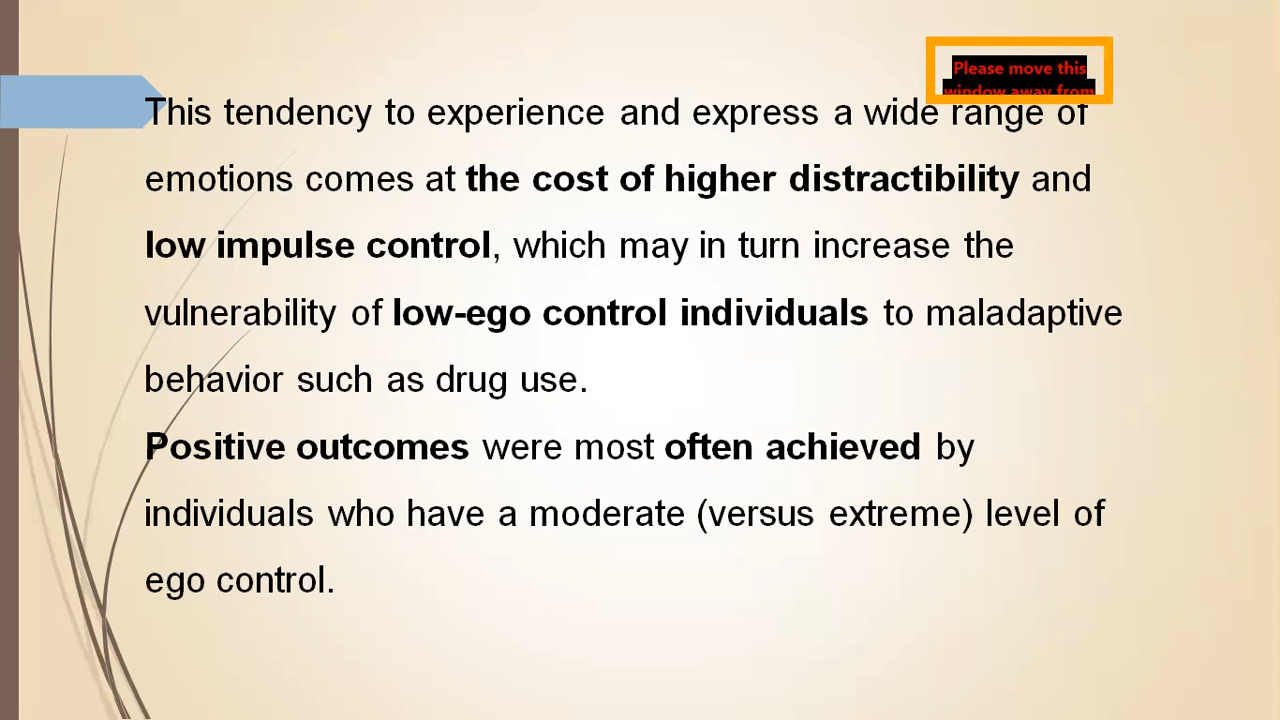 Please move this
window away from
This tendency to experience and express a wide range of
emotions comes at the cost of higher distractibility and
low impulse control, which may in turn increase the
vulnerability of low-ego control individuals to maladaptive
behavior such as drug use.
Positive outcomes were most often achieved by
individuals who have a moderate (versus extreme) level of
ego control.